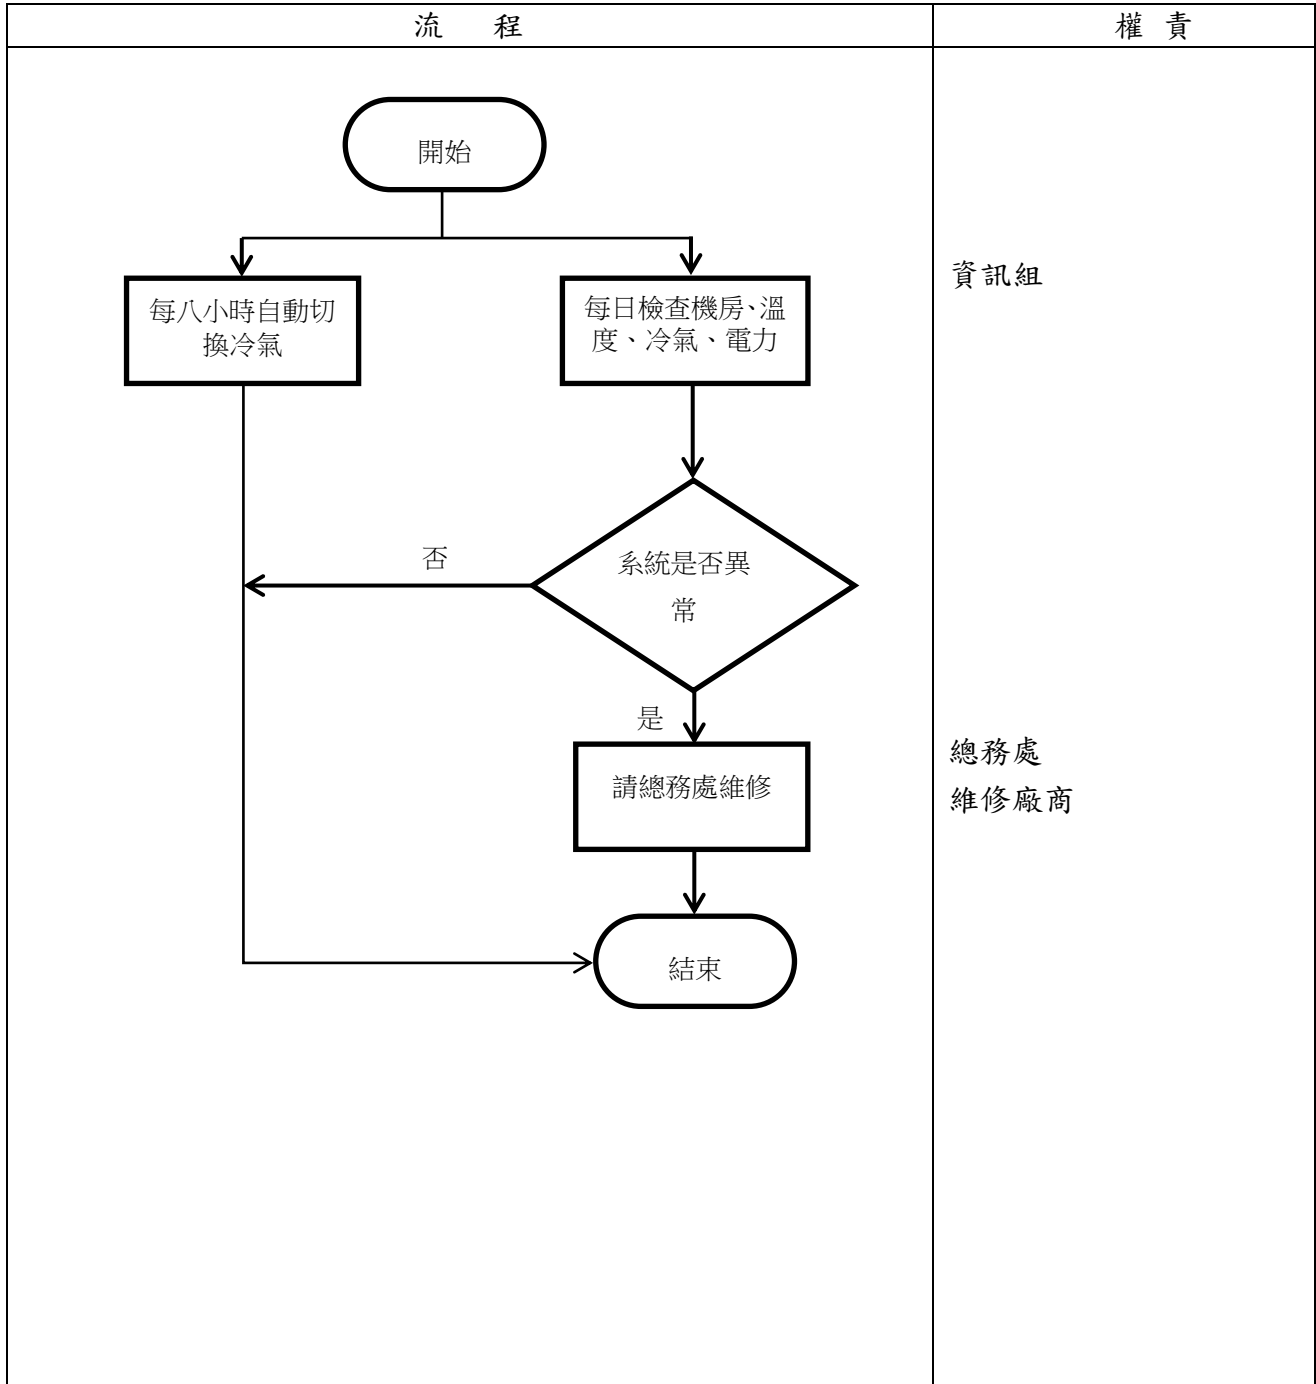 流 程
權 責
開始
資訊組
每八小時自動切
換冷氣
每日檢查機房、溫
度、冷氣、電力
否
系統是否異
常
是
請總務處維修
總務處
維修廠商
結束